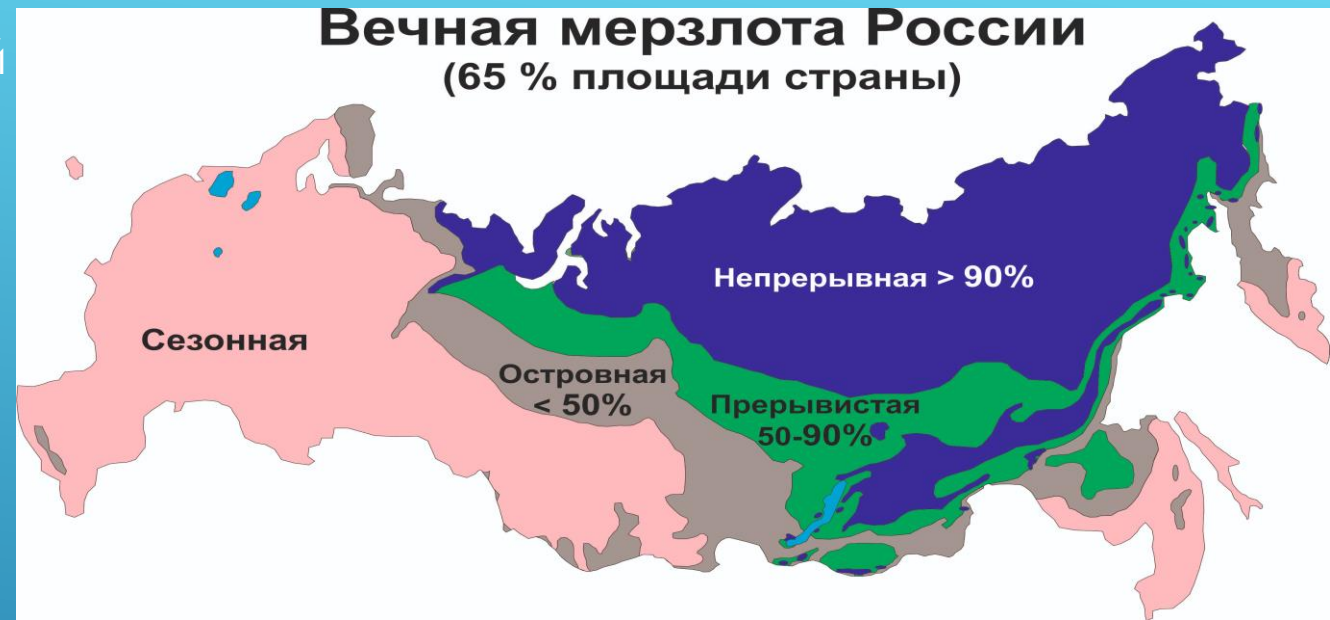 Вечная мерзлота России
(65 % площади страны)
Непрерывная > 90%
Сезонная
Островная
< 50%
Прерывистая
50-90%